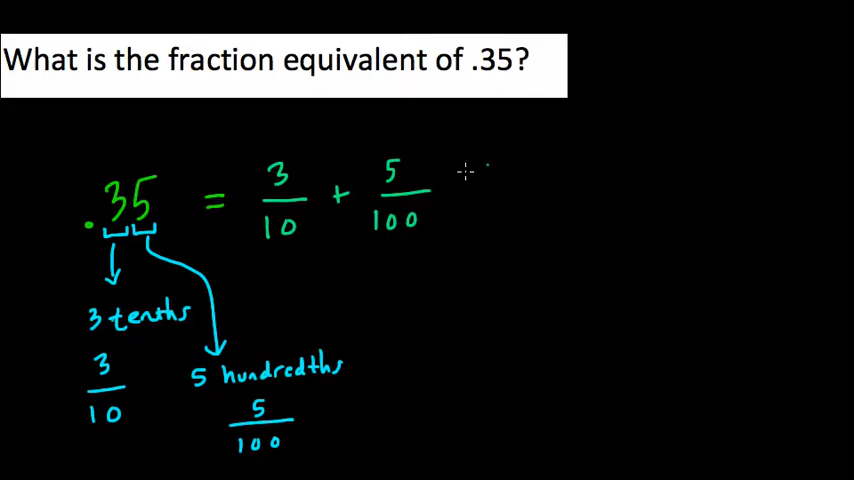 What is the fraction equivalent of .35?
.35 = 3/10 + 5/100
3 tenths
3/10
5 hundredths
5/100